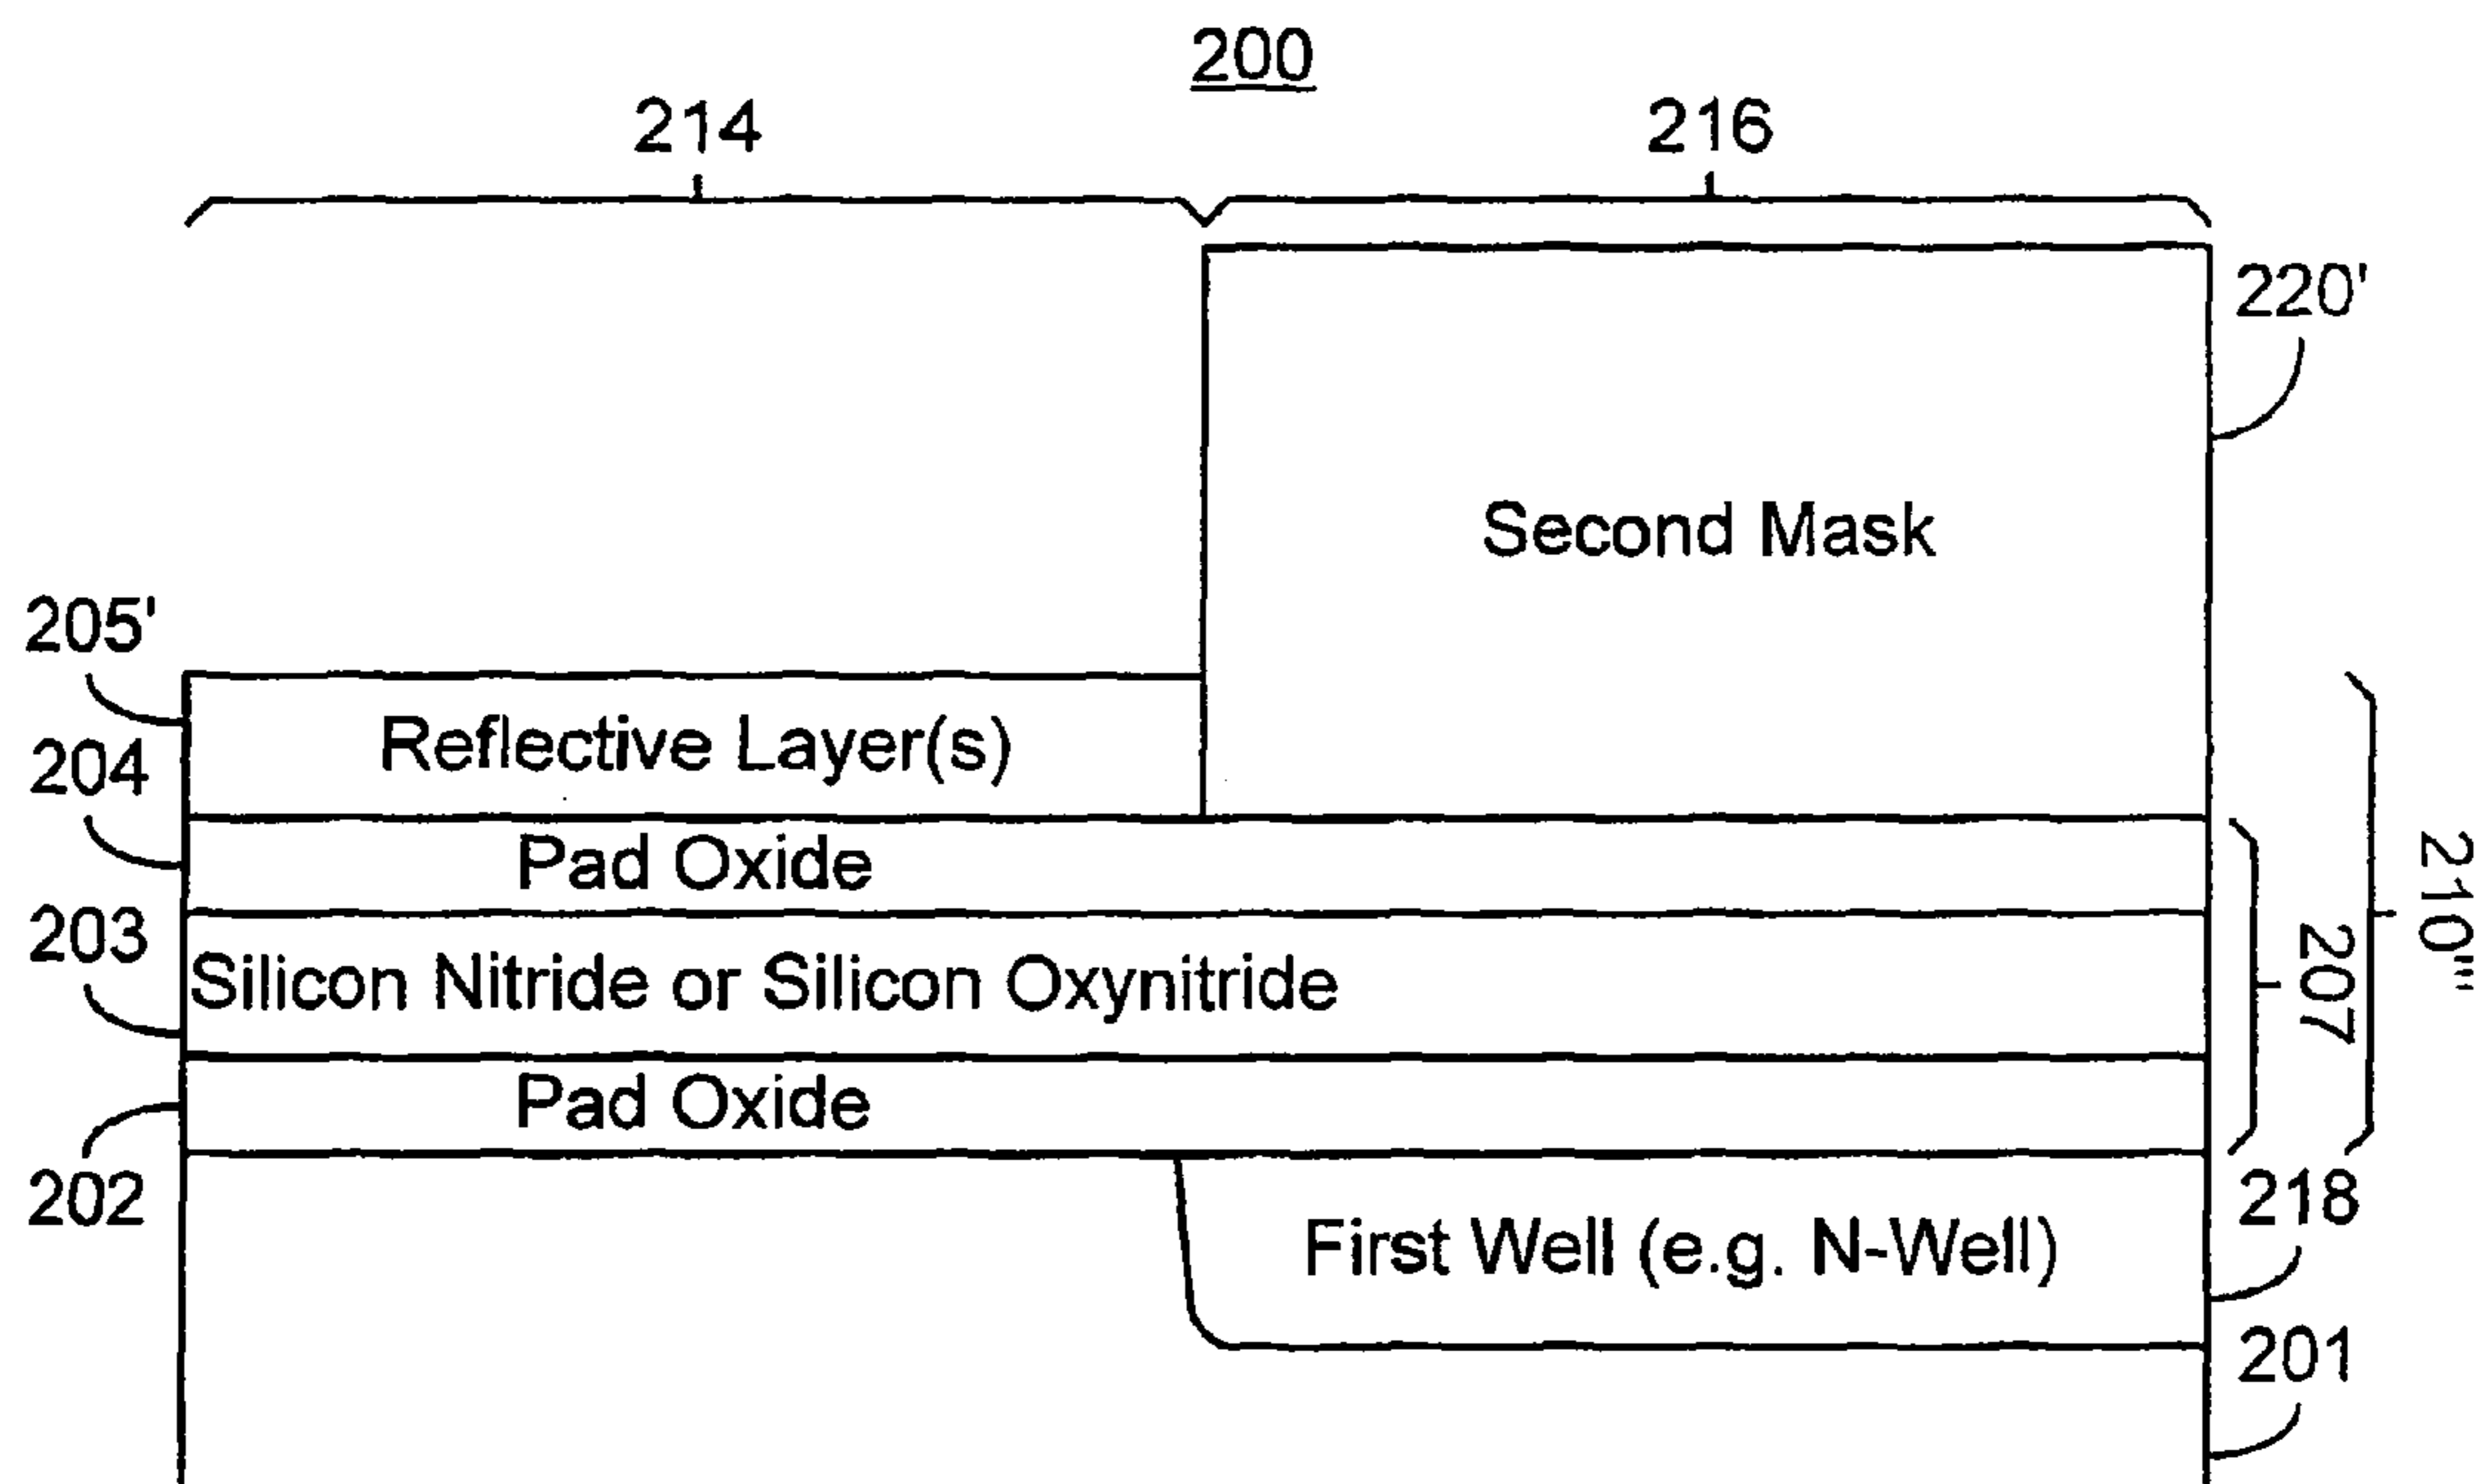 200
214
216
220'
Second Mask
205'
Reflective Layer(s)
204
Pad Oxide
210'''
203
Silicon Nitride or Silicon Oxynitride
207
Pad Oxide
202
218
First Well (e.g. N-Well)
201